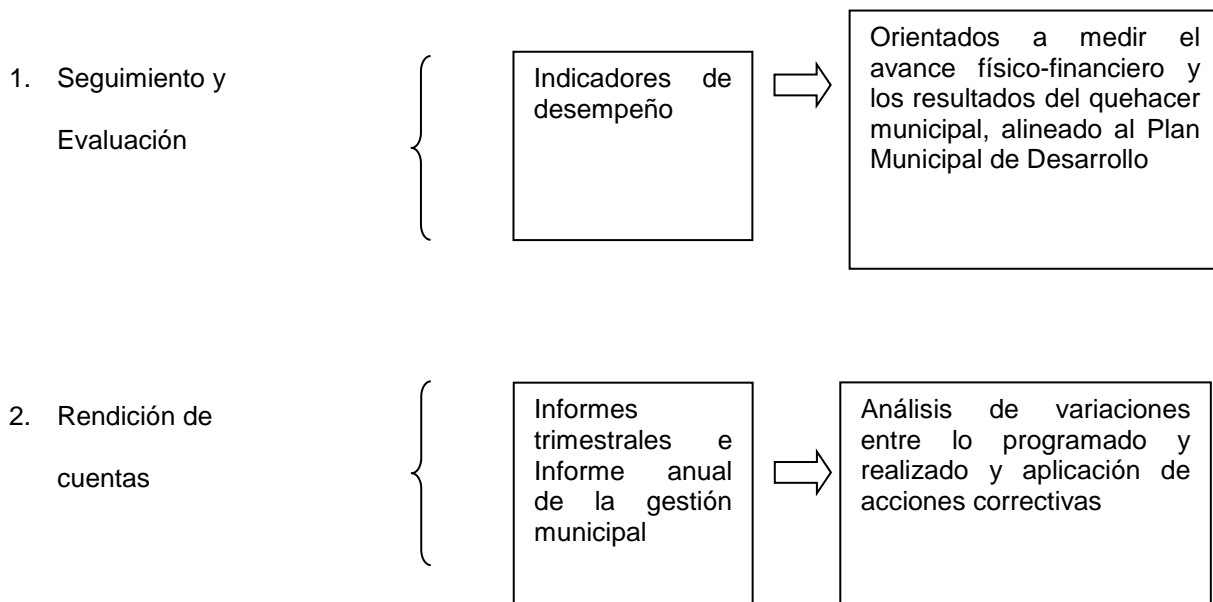 1. Seguimiento y
Evaluación
Indicadores de
desempeño
Orientados a medir el
avance físico-financiero y
los resultados del quehacer
municipal, alineado al Plan
Municipal de Desarrollo
2. Rendición de
cuentas
Informes
trimestrales e
Informe anual
de la gestión
municipal
Análisis de variaciones
entre lo programado y
realizado y aplicación de
acciones correctivas